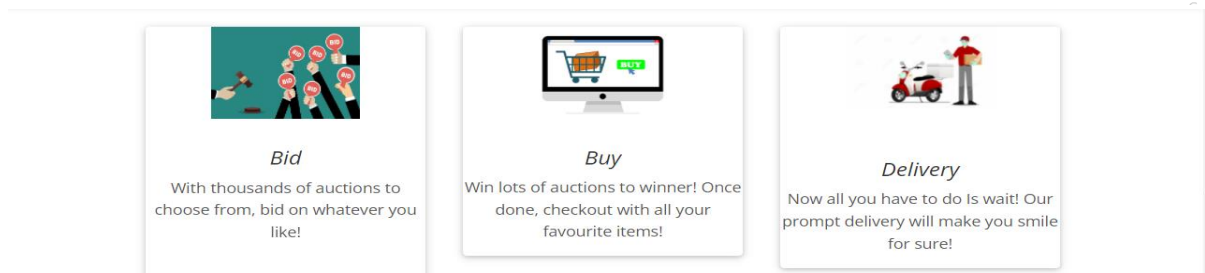 BID
BID
BID
BID
BID
BID
Bid
With thousands of auctions to
choose from, bid on whatever you
like!
BUY
Buy
Win lots of auctions to winner! Once
done, checkout with all your
favourite items!
Delivery
Now all you have to do Is wait! Our
prompt delivery will make you smile
for sure!